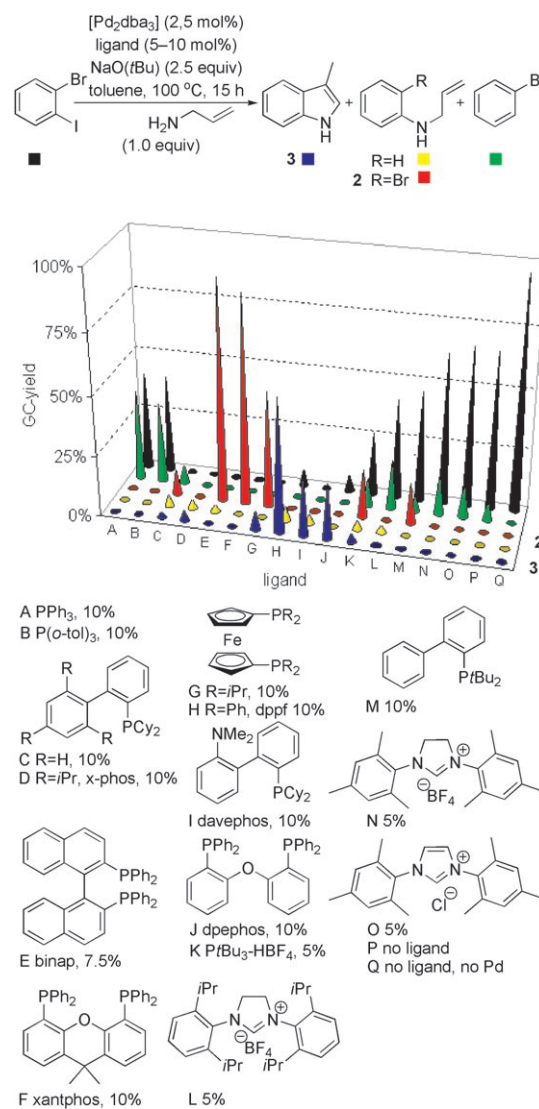 [Pd₂dba₃] (2,5 mol%)
ligand (5–10 mol%)
NaO(tBu) (2.5 equiv)
toluene, 100 °C, 15 h
Br
I
H₂N
(1.0 equiv)
N
H
+
R
N
H
+
B
3
R=H
2 R=Br
100%
75%
50%
25%
0%
GC-yield
A B C D E F G H I J K L M N O P Q
ligand
2
3
A PPh₃, 10%
B P(o-tol)₃, 10%
R
R
R
PCy₂
C R=H, 10%
D R=iPr, x-phos, 10%
PPh₂
PPh₂
E binap, 7.5%
PPh₂ PPh₂
O
F xantphos, 10%
PR₂
Fe
PR₂
G R=iPr, 10%
H R=Ph, dppf 10%
NMe₂
PCy₂
I davephos, 10%
PPh₂ PPh₂
O
J dpephos, 10%
K PtBu₃-HBF₄, 5%
iPr iPr
N N +
⊖BF₄
iPr iPr
L 5%
PtBu₂
M 10%
N N +
⊖BF₄
N 5%
N N +
Cl⊖
O 5%
P no ligand
Q no ligand, no Pd